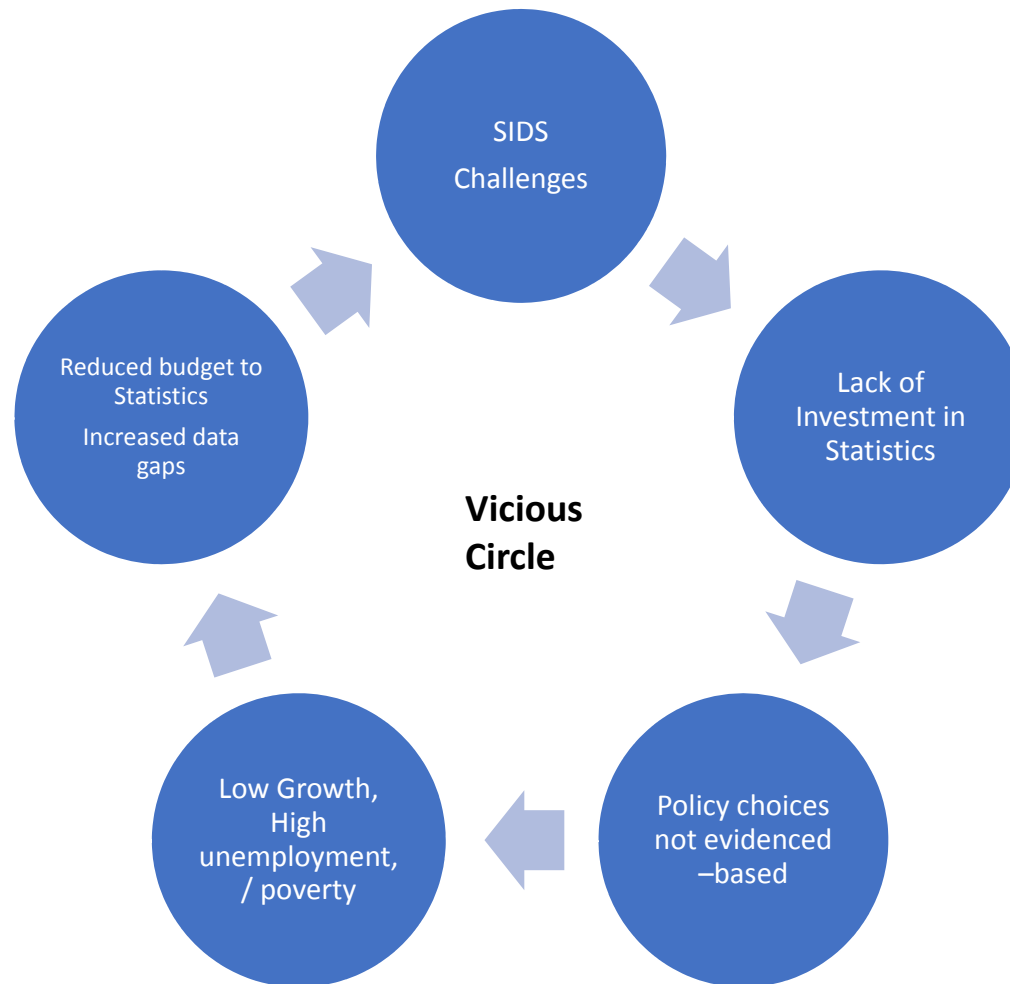 SIDS
Challenges
Lack of
Investment in
Statistics
Policy choices
not evidenced
–based
Low Growth,
High
unemployment,
/ poverty
Reduced budget to
Statistics
Increased data
gaps
Vicious
Circle